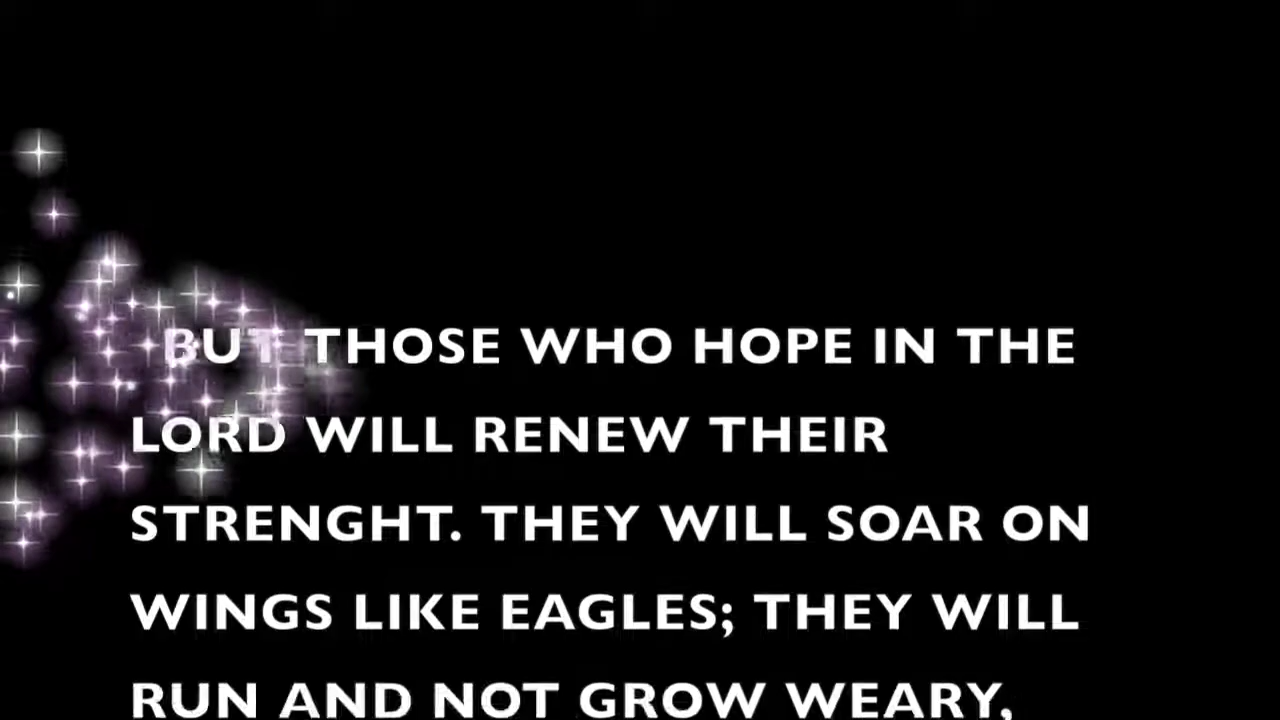 BUT THOSE WHO HOPE IN THE
LORD WILL RENEW THEIR
STRENGHT. THEY WILL SOAR ON
WINGS LIKE EAGLES; THEY WILL
RUN AND NOT GROW WEARY,